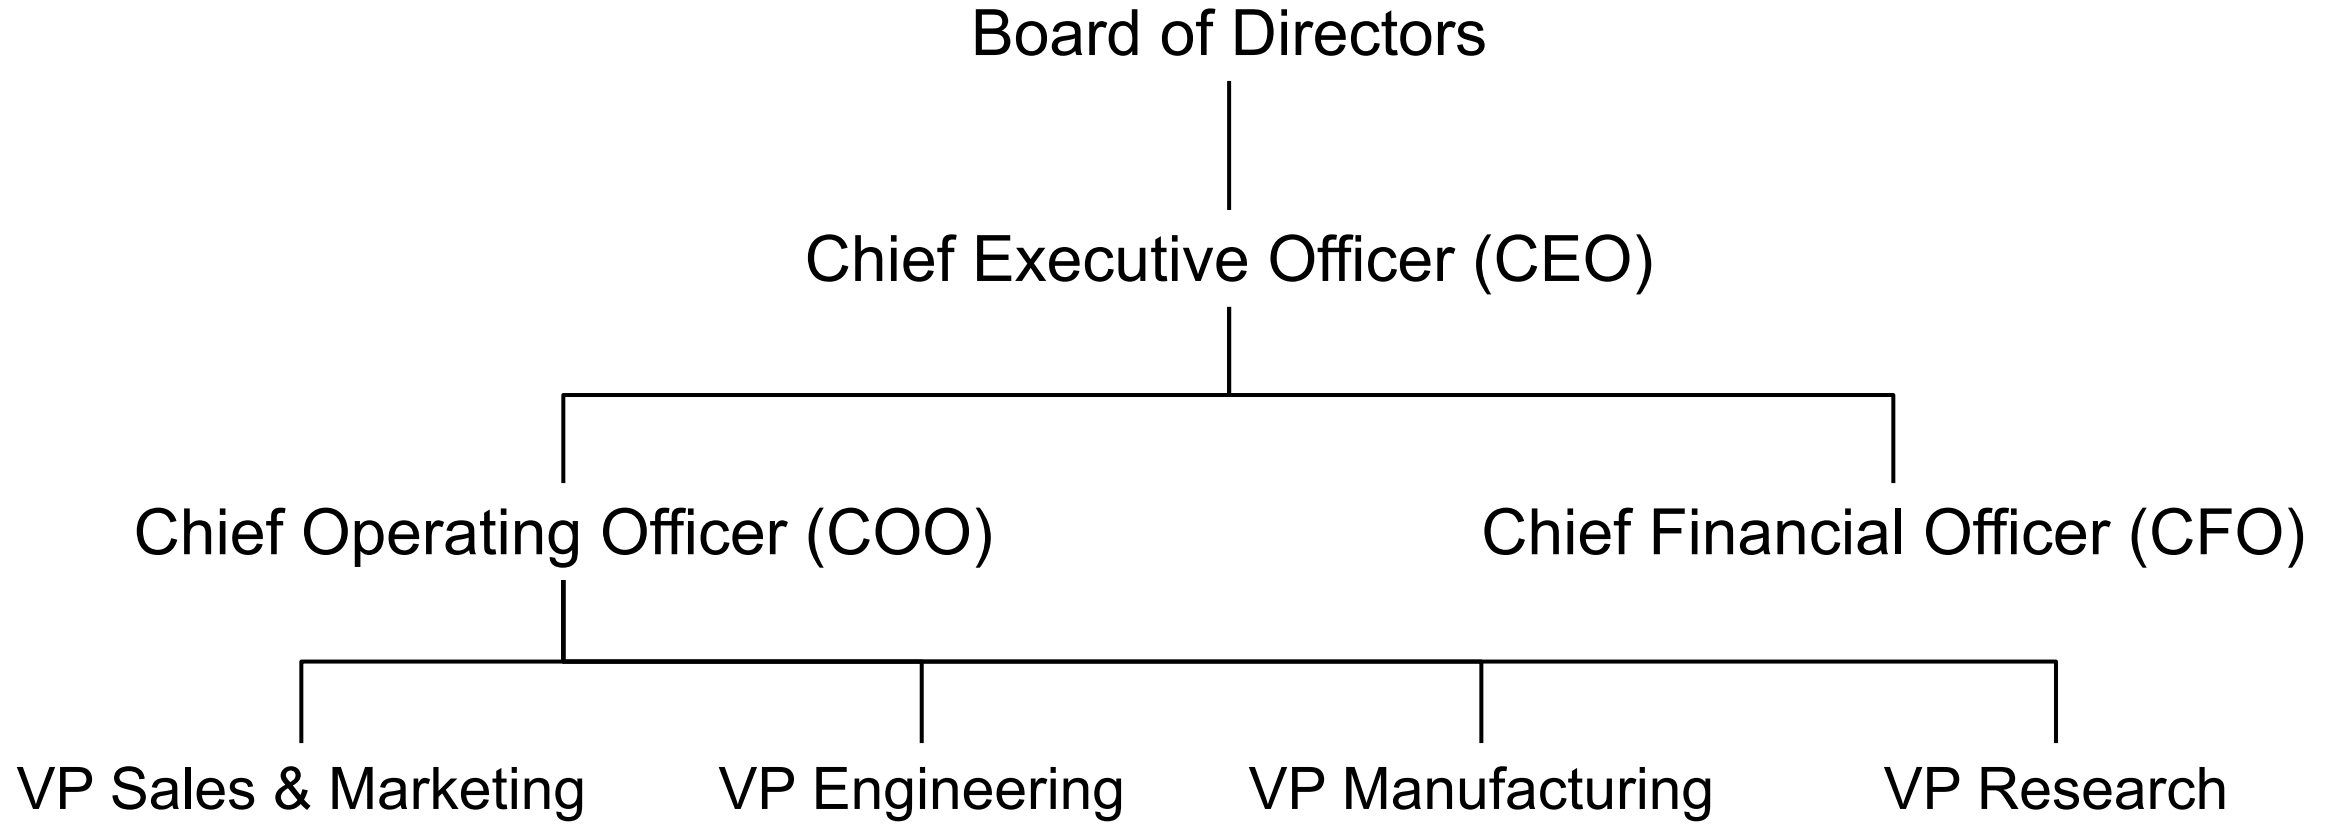 Board of Directors
Chief Executive Officer (CEO)
Chief Operating Officer (COO)
Chief Financial Officer (CFO)
VP Sales & Marketing
VP Engineering
VP Manufacturing
VP Research